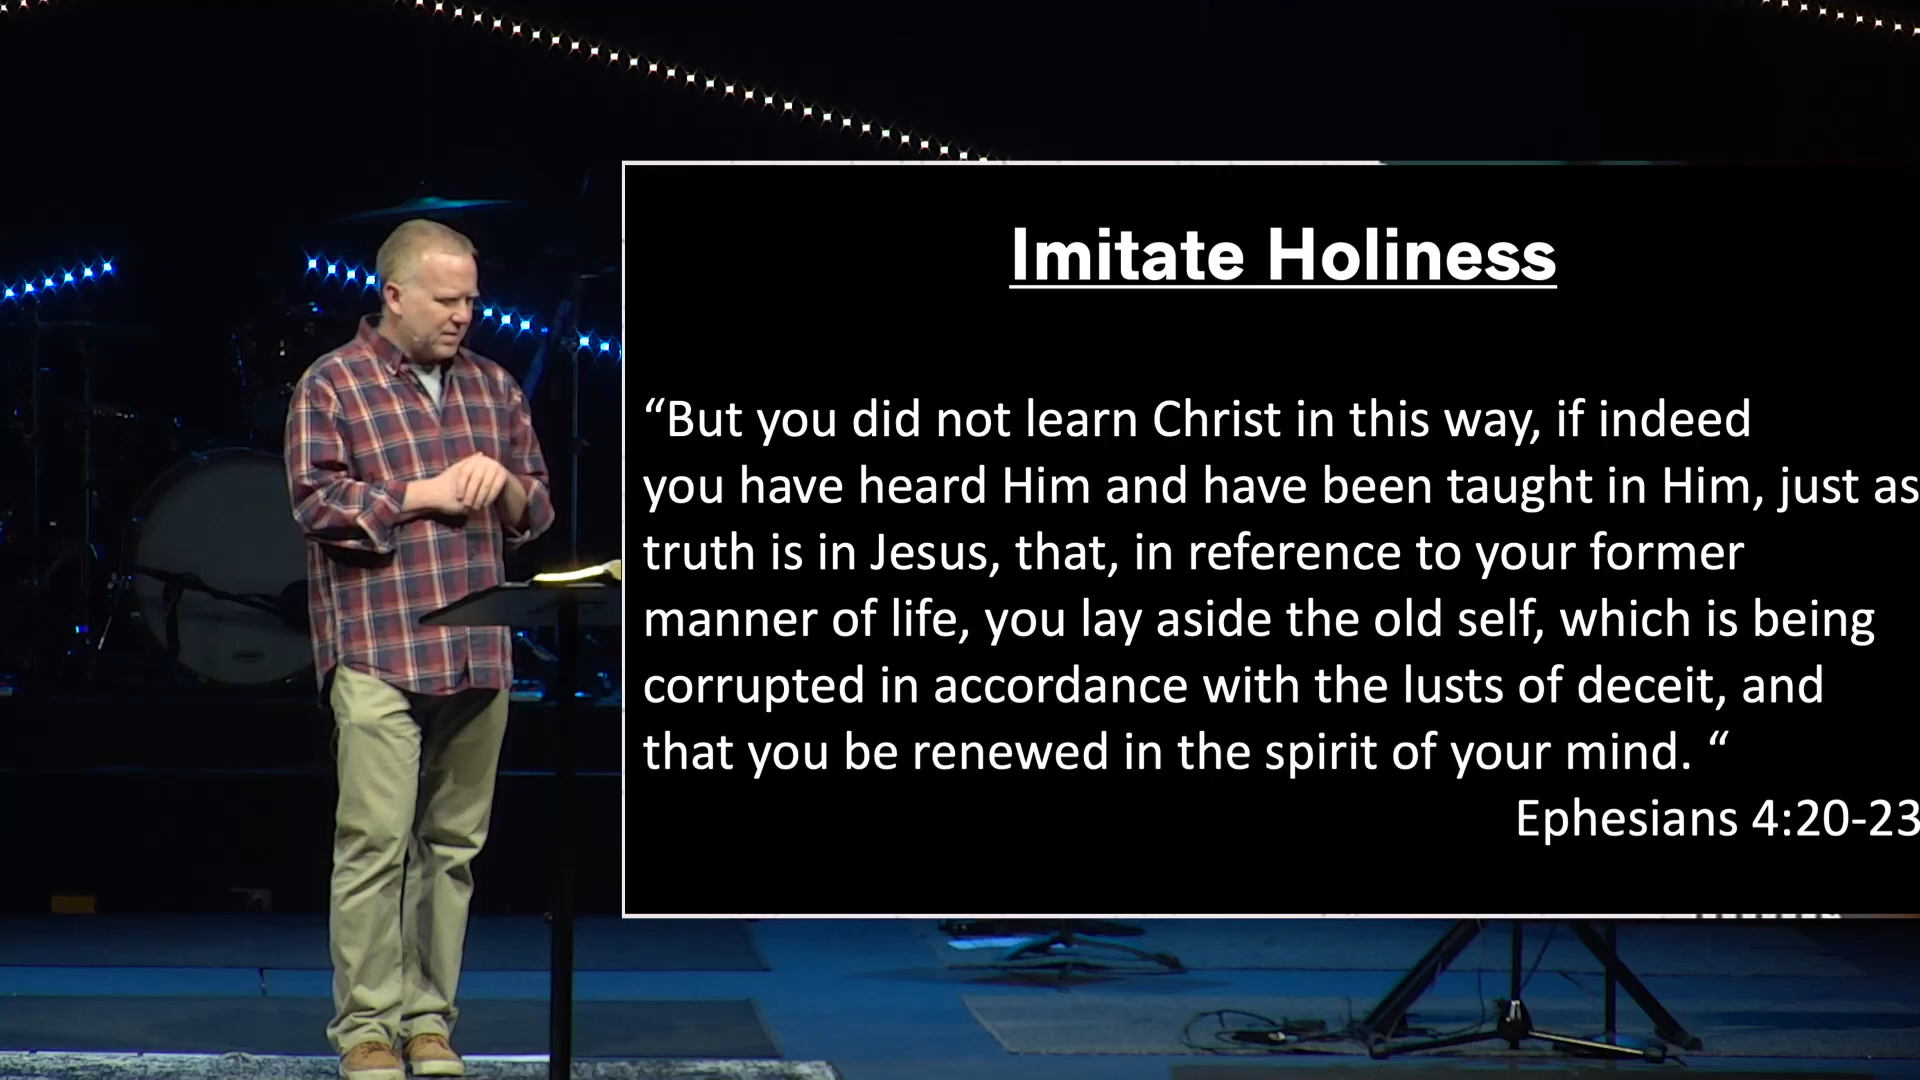 Imitate Holiness
“But you did not learn Christ in this way, if indeed
you have heard Him and have been taught in Him, just as
truth is in Jesus, that, in reference to your former
manner of life, you lay aside the old self, which is being
corrupted in accordance with the lusts of deceit, and
that you be renewed in the spirit of your mind. “
Ephesians 4:20-23